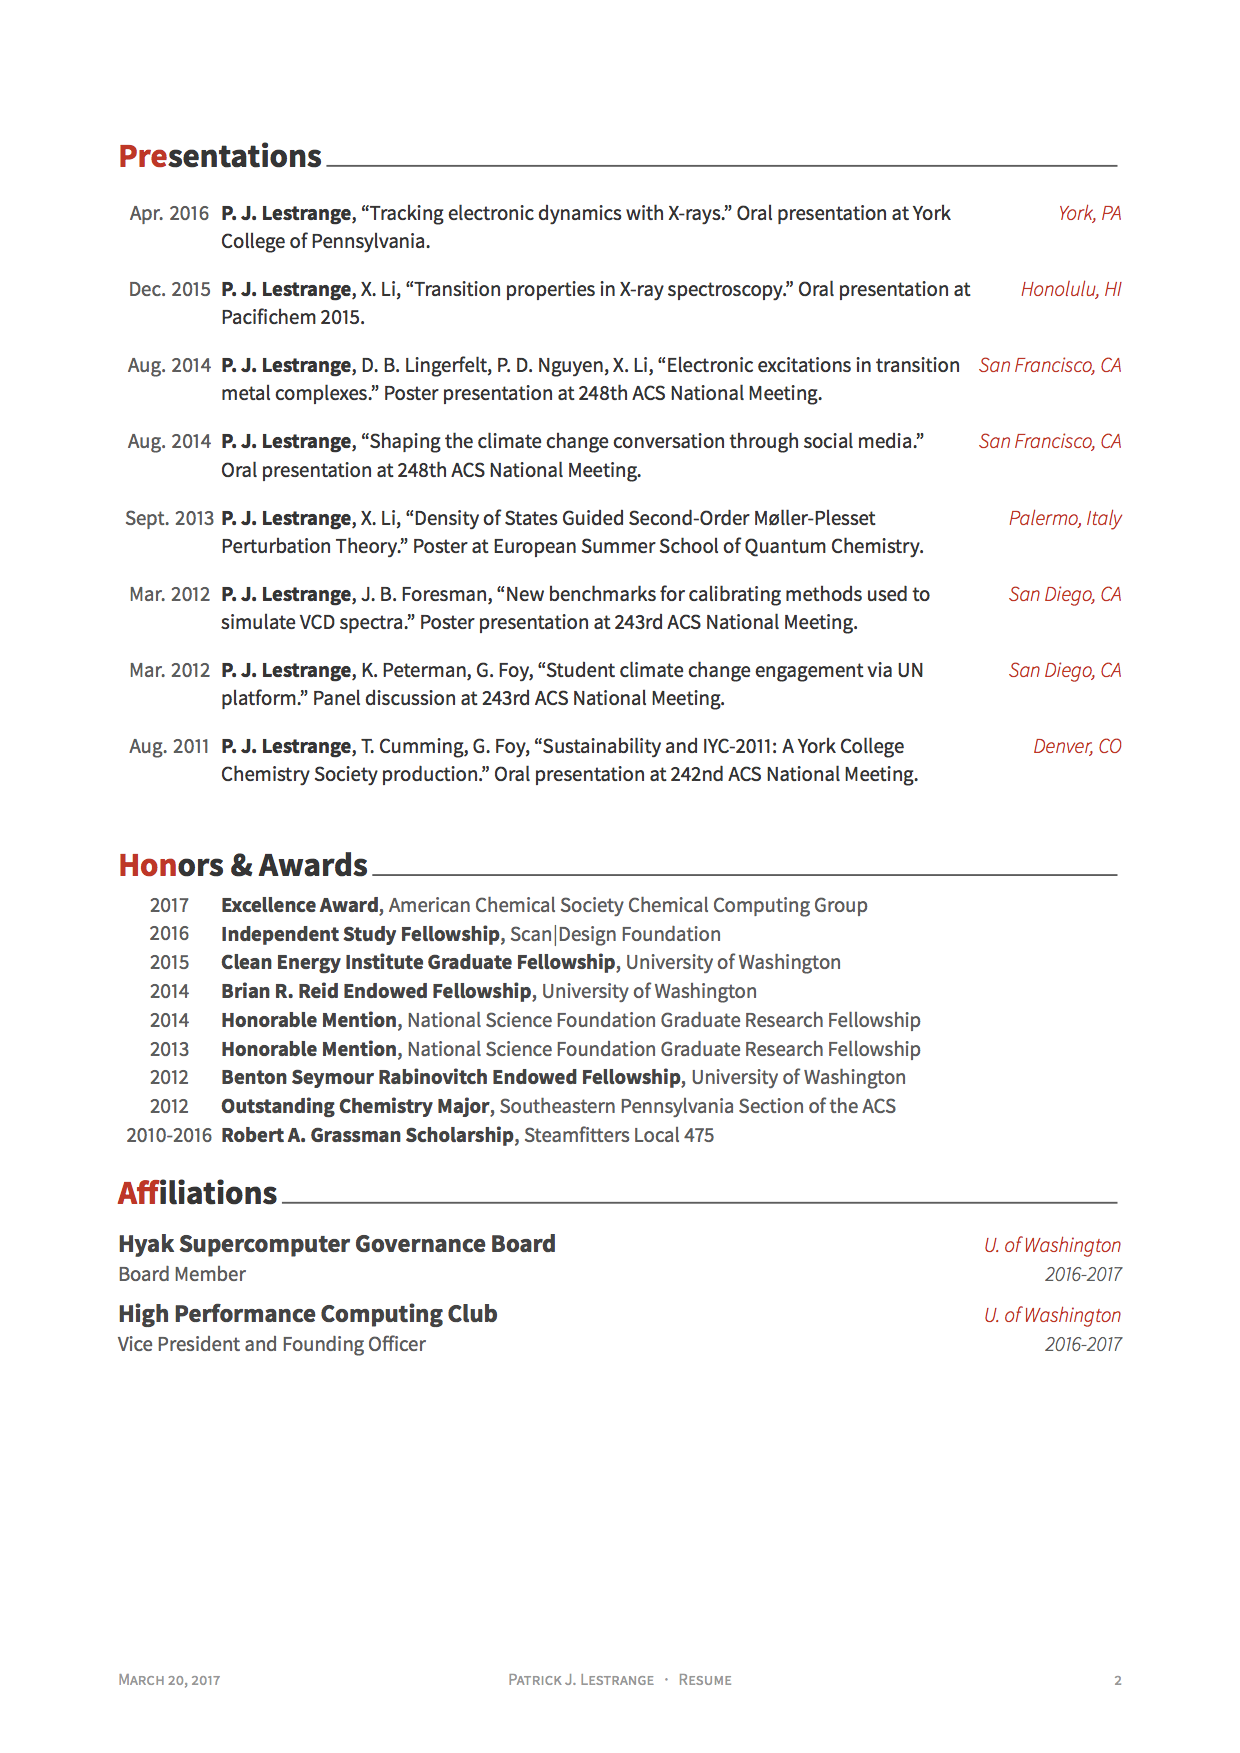 Presentations
Apr. 2016 P. J. Lestrange, “Tracking electronic dynamics with X-rays.” Oral presentation at York York, PA
College of Pennsylvania.
Dec. 2015 P. J. Lestrange, X. Li, “Transition properties in X-ray spectroscopy.” Oral presentation at Honolulu, HI
Pacifichem 2015.
Aug. 2014 P. J. Lestrange, D. B. Lingerfelt, P. D. Nguyen, X. Li, “Electronic excitations in transition San Francisco, CA
metal complexes.” Poster presentation at 248th ACS National Meeting.
Aug. 2014 P. J. Lestrange, “Shaping the climate change conversation through social media.” San Francisco, CA
Oral presentation at 248th ACS National Meeting.
Sept. 2013 P. J. Lestrange, X. Li, “Density of States Guided Second-Order Møller-Plesset Palermo, Italy
Perturbation Theory.” Poster at European Summer School of Quantum Chemistry.
Mar. 2012 P. J. Lestrange, J. B. Foresman, “New benchmarks for calibrating methods used to San Diego, CA
simulate VCD spectra.” Poster presentation at 243rd ACS National Meeting.
Mar. 2012 P. J. Lestrange, K. Peterman, G. Foy, “Student climate change engagement via UN San Diego, CA
platform.” Panel discussion at 243rd ACS National Meeting.
Aug. 2011 P. J. Lestrange, T. Cumming, G. Foy, “Sustainability and IYC-2011: A York College Denver, CO
Chemistry Society production.” Oral presentation at 242nd ACS National Meeting.
Honors & Awards
2017 Excellence Award, American Chemical Society Chemical Computing Group
2016 Independent Study Fellowship, Scan|Design Foundation
2015 Clean Energy Institute Graduate Fellowship, University of Washington
2014 Brian R. Reid Endowed Fellowship, University of Washington
2014 Honorable Mention, National Science Foundation Graduate Research Fellowship
2013 Honorable Mention, National Science Foundation Graduate Research Fellowship
2012 Benton Seymour Rabinovitch Endowed Fellowship, University of Washington
2012 Outstanding Chemistry Major, Southeastern Pennsylvania Section of the ACS
2010-2016 Robert A. Grassman Scholarship, Steamfitters Local 475
Affiliations
Hyak Supercomputer Governance Board U. of Washington
Board Member 2016-2017
High Performance Computing Club U. of Washington
Vice President and Founding Officer 2016-2017
March 20, 2017 Patrick J. Lestrange · Resume 2